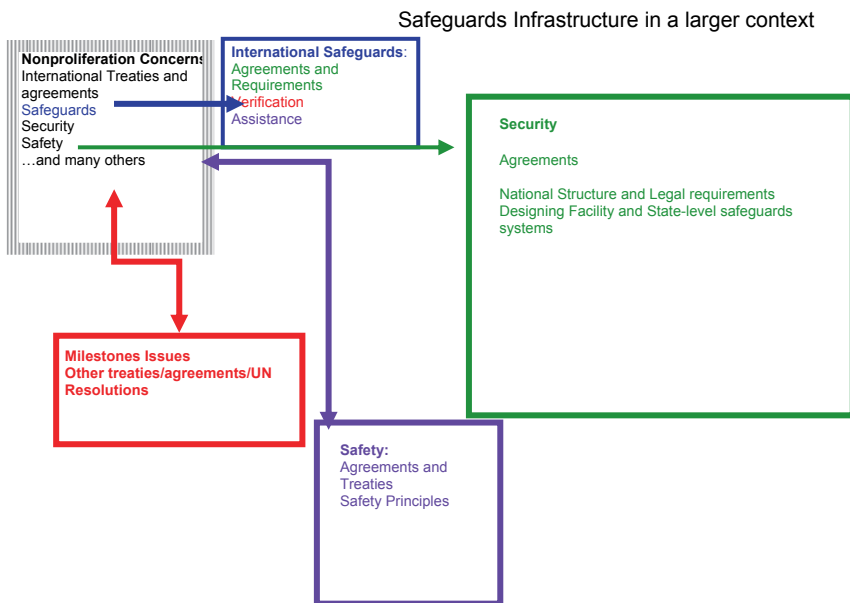 Safeguards Infrastructure in a larger context
Nonproliferation Concerns
International Treaties and
agreements
Safeguards
Security
Safety
…and many others
International Safeguards:
Agreements and
Requirements
Verification
Assistance
Security
Agreements
National Structure and Legal requirements
Designing Facility and State-level safeguards
systems
Milestones Issues
Other treaties/agreements/UN
Resolutions
Safety:
Agreements and
Treaties
Safety Principles